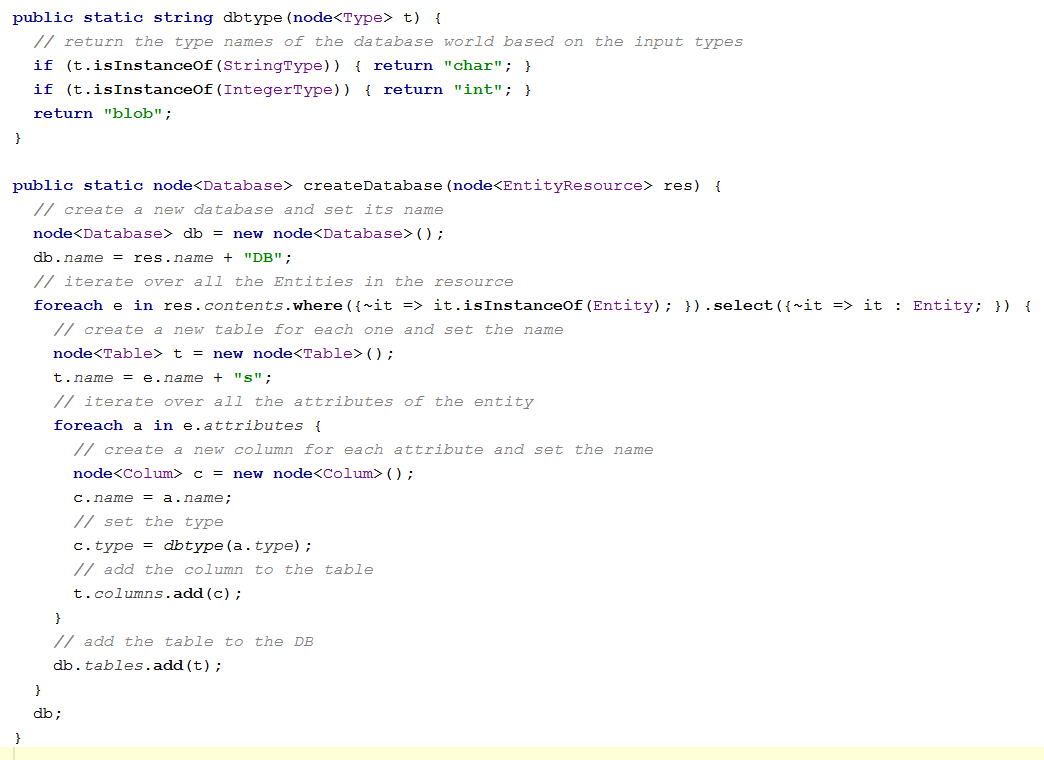 public static string dbtype(node<Type> t) {
  // return the type names of the database world based on the input types
  if (t.isInstanceOf(StringType)) { return "char"; }
  if (t.isInstanceOf(IntegerType)) { return "int"; }
  return "blob";
}

public static node<Database> createDatabase(node<EntityResource> res) {
  // create a new database and set its name
  node<Database> db = new node<Database>();
  db.name = res.name + "DB";
  // iterate over all the Entities in the resource
  foreach e in res.contents.where({~it => it.isInstanceOf(Entity); }).select({~it => it : Entity; }) {
    // create a new table for each one and set the name
    node<Table> t = new node<Table>();
    t.name = e.name + "s";
    // iterate over all the attributes of the entity
    foreach a in e.attributes {
      // create a new column for each attribute and set the name
      node<Colum> c = new node<Colum>();
      c.name = a.name;
      // set the type
      c.type = dbtype(a.type);
      // add the column to the table
      t.columns.add(c);
    }
    // add the table to the DB
    db.tables.add(t);
  }
  db;
}